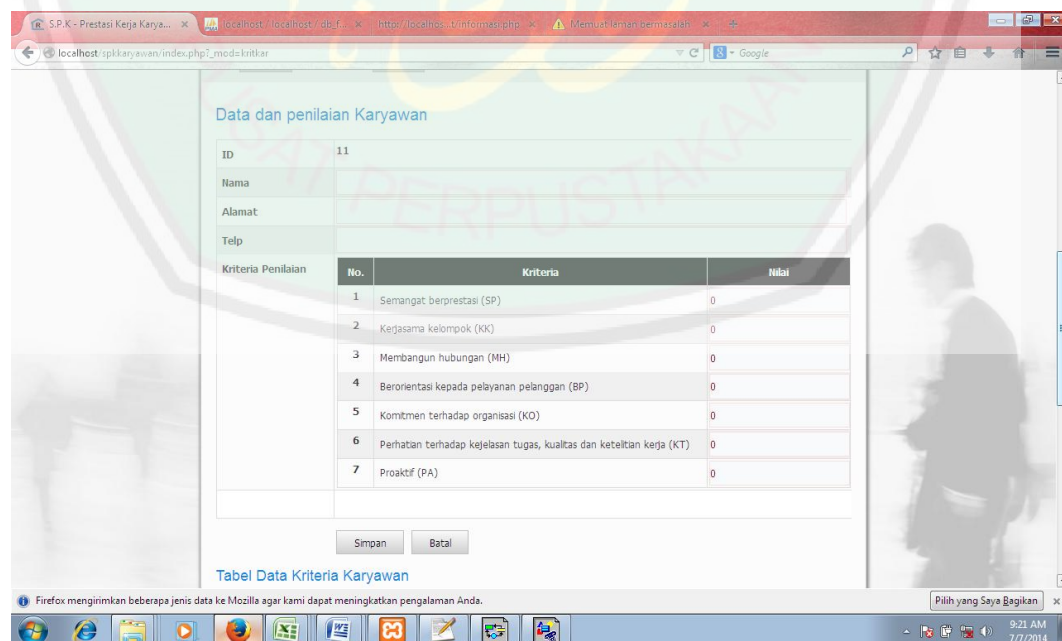 S.P.K - Prestasi Kerja Karya... × localhost / localhost / db_f... × http://localhos...t/informasi.php × Memuat laman bermasalah ×
localhost/spkkaryawan/index.php?_mod=kritkar Google
Data dan penilaian Karyawan
ID 11
Nama
Alamat
Telp
Kriteria Penilaian No. Kriteria Nilai
1 Semangat berprestasi (SP) 0
2 Kerjasama kelompok (KK) 0
3 Membangun hubungan (MH) 0
4 Berorientasi kepada pelayanan pelanggan (BP) 0
5 Komitmen terhadap organisasi (KO) 0
6 Perhatian terhadap kejelasan tugas, kualitas dan ketelitian kerja (KT) 0
7 Proaktif (PA) 0
Simpan Batal
Tabel Data Kriteria Karyawan
Firefox mengirimkan beberapa jenis data ke Mozilla agar kami dapat meningkatkan pengalaman Anda. Pilih yang Saya Bagikan ×
9:21 AM
7/7/2014
PUSAT PERPUSTAKAAN